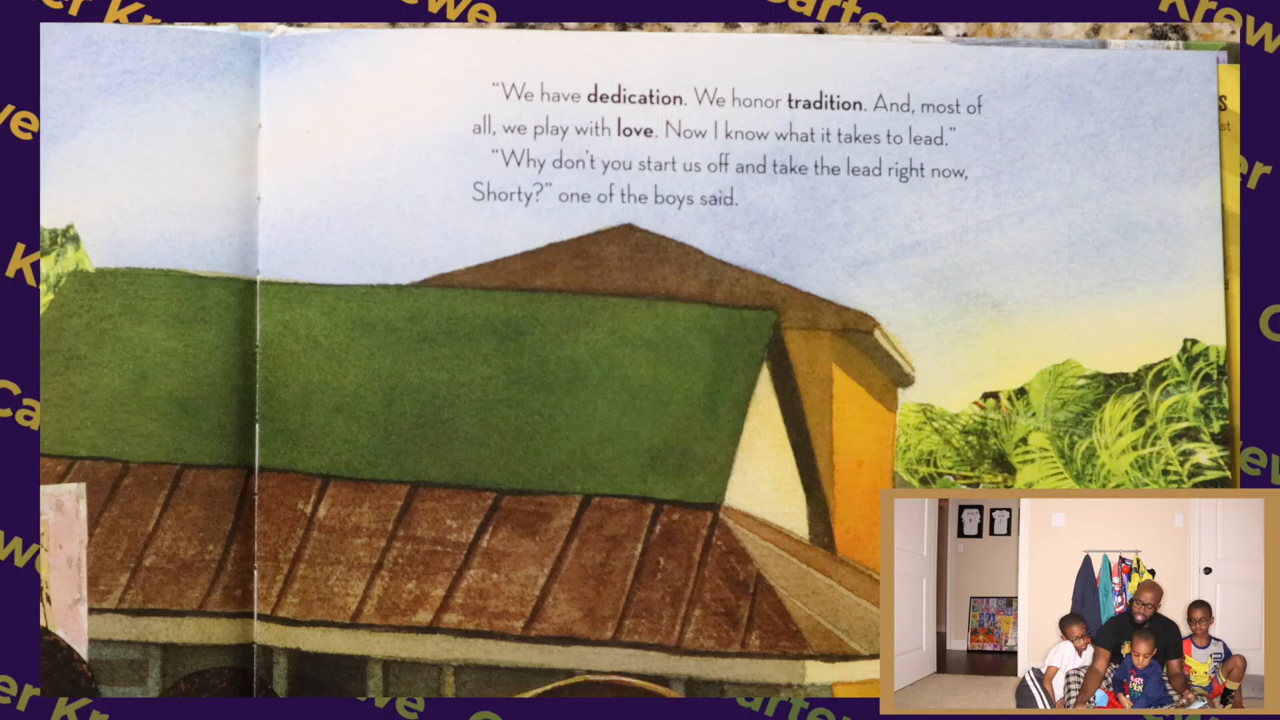 “We have dedication. We honor tradition. And, most of
all, we play with love. Now I know what it takes to lead.”
“Why don’t you start us off and take the lead right now,
Shorty?” one of the boys said.
Krewe
Carter